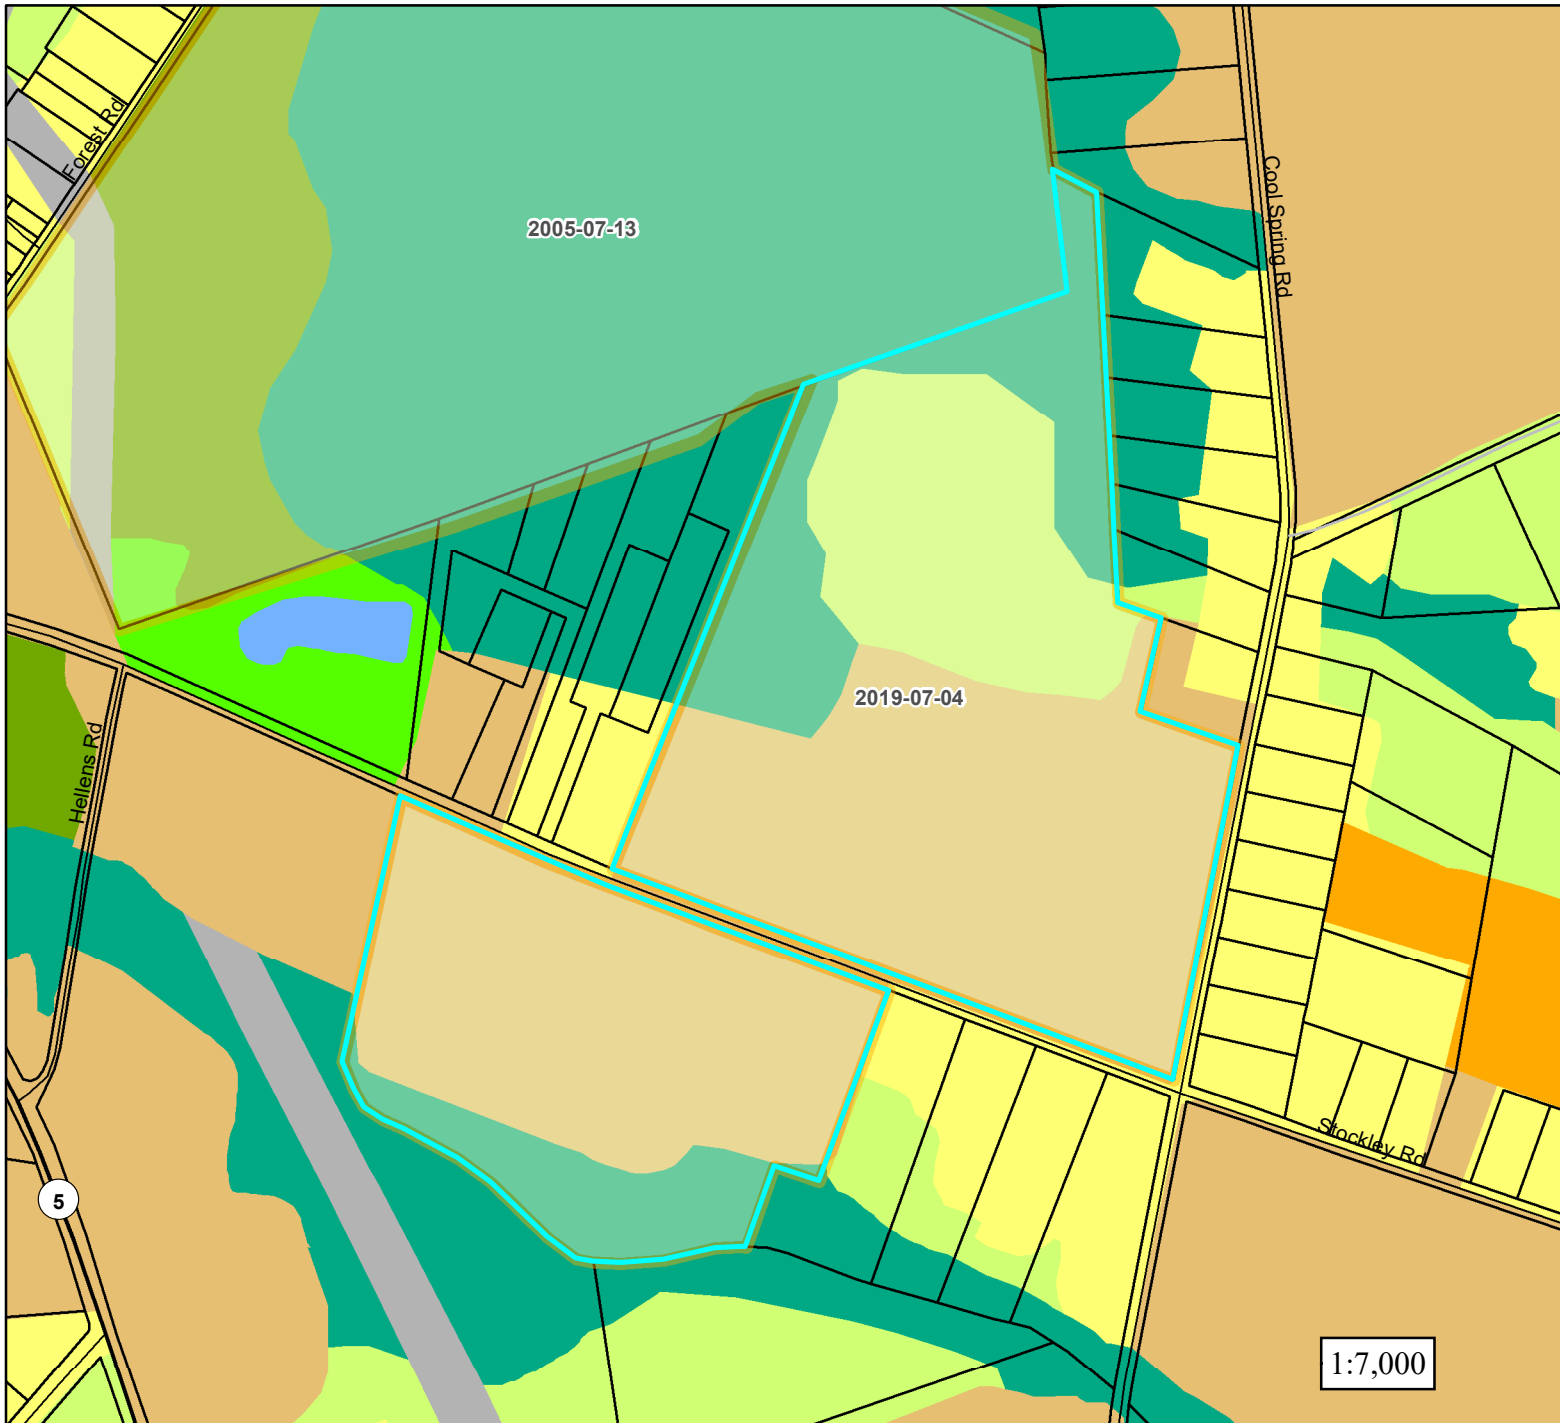 Forest Rd
Cool Spring Rd
2005-07-13
2019-07-04
Hellens Rd
Stockley Rd
5
1:7,000